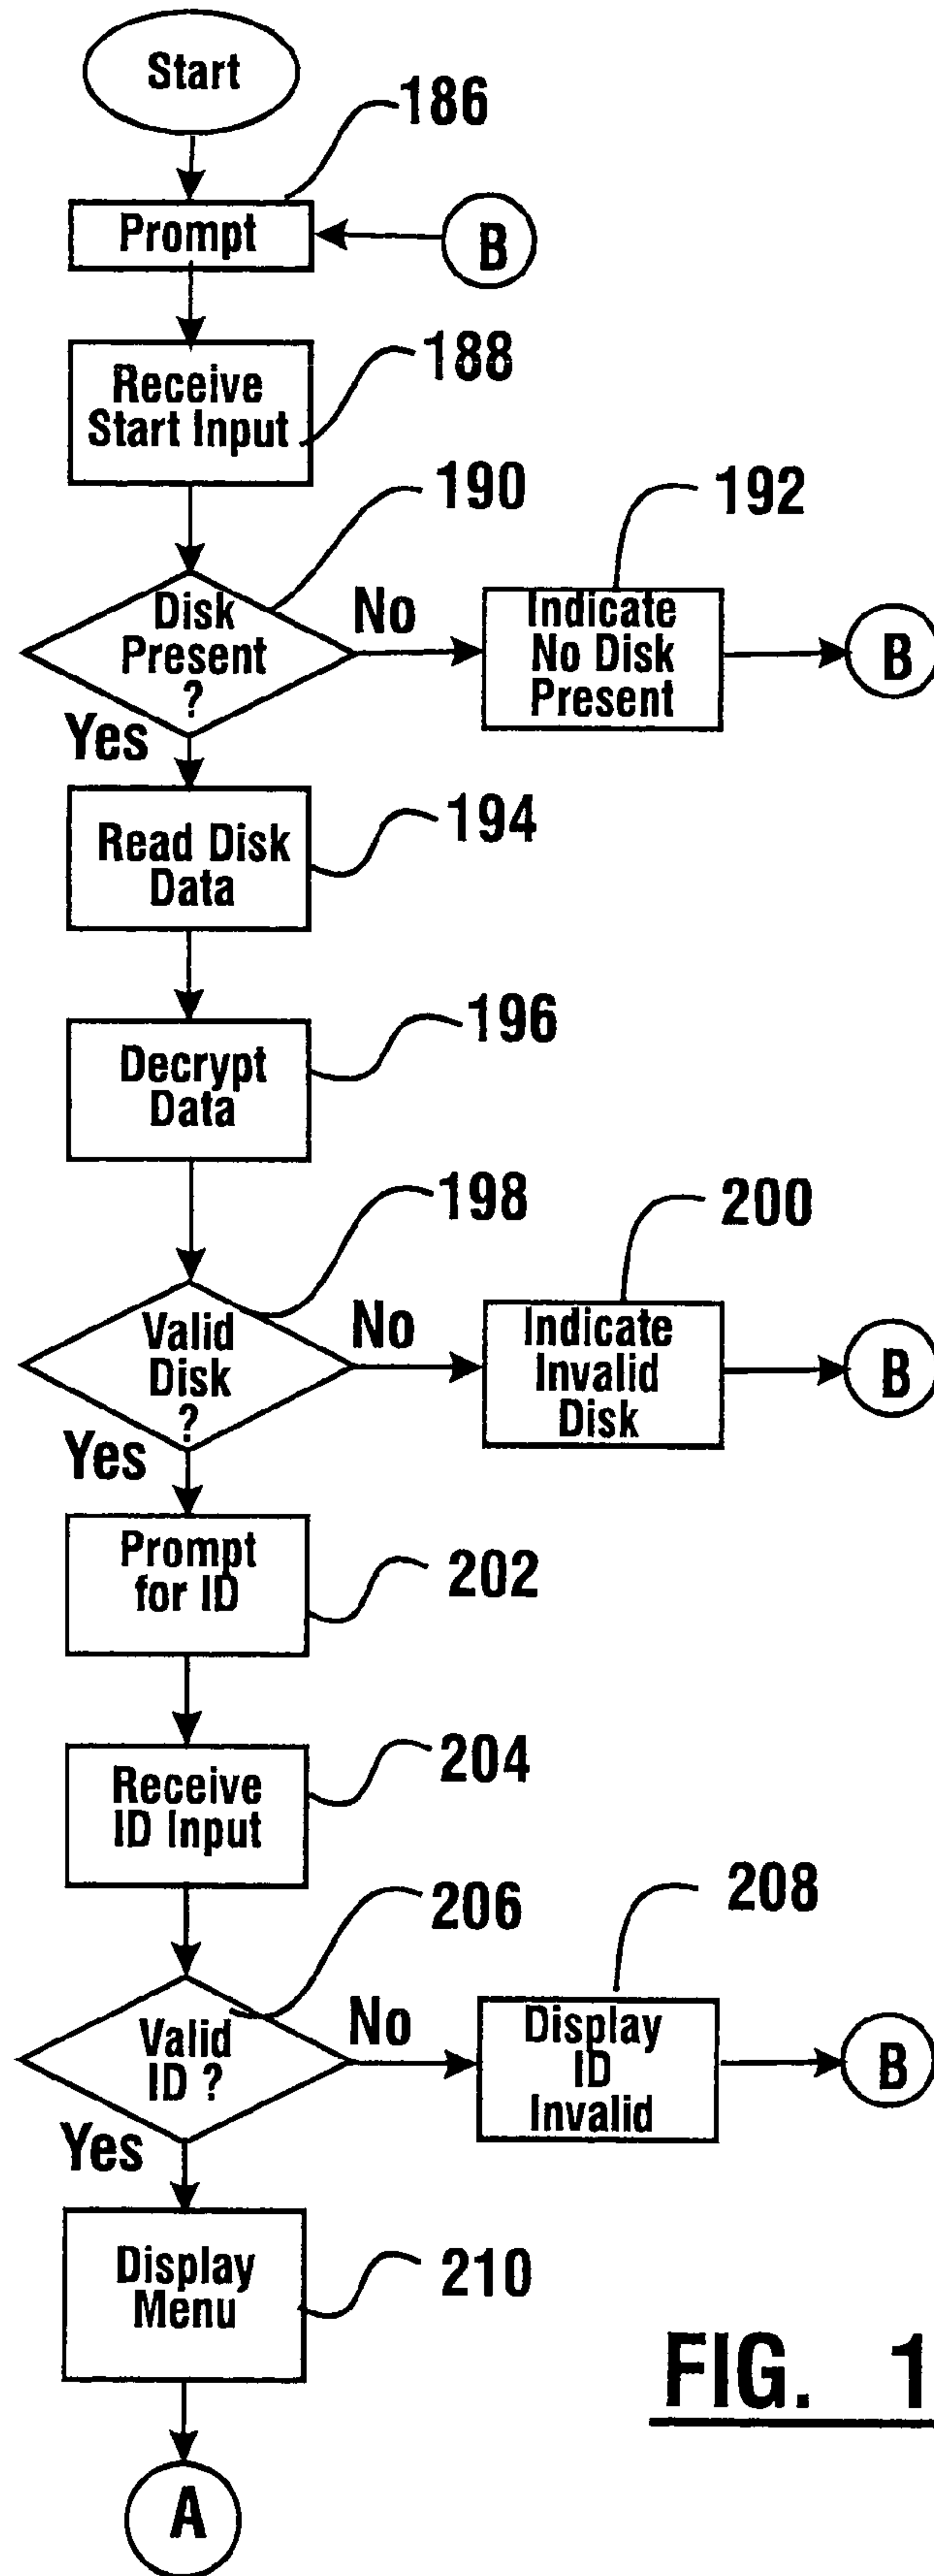 Start
186
Prompt
B
Receive
Start Input
188
190
Disk
Present
?
No
192
Indicate
No Disk
Present
B
Yes
Read Disk
Data
194
Decrypt
Data
196
198
Valid
Disk
?
No
200
Indicate
Invalid
Disk
B
Yes
Prompt
for ID
202
Receive
ID Input
204
206
Valid
ID ?
No
208
Display
ID
Invalid
B
Yes
Display
Menu
210
FIG. 1
A